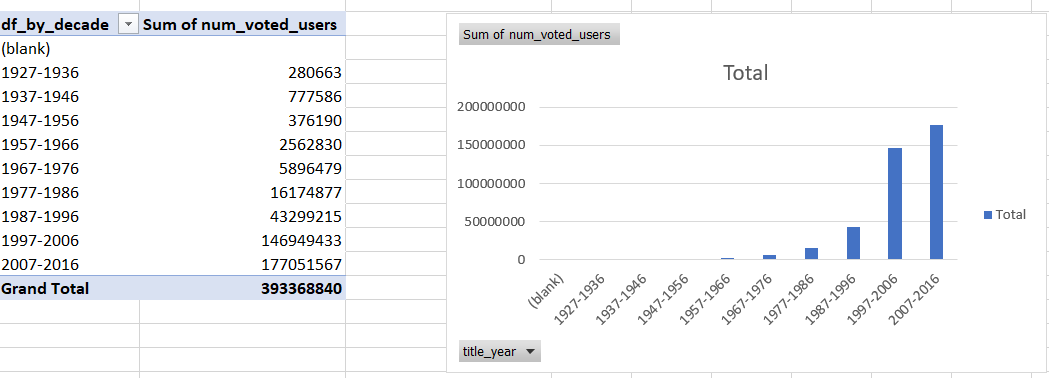 df_by_decade Sum of num_voted_users
(blank)
1927-1936 280663
1937-1946 777586
1947-1956 376190
1957-1966 2562830
1967-1976 5896479
1977-1986 16174877
1987-1996 43299215
1997-2006 146949433
2007-2016 177051567
Grand Total 393368840
Sum of num_voted_users
Total
200000000
150000000
100000000
50000000
0
(blank)
1927-1936
1937-1946
1947-1956
1957-1966
1967-1976
1977-1986
1987-1996
1997-2006
2007-2016
Total
title_year